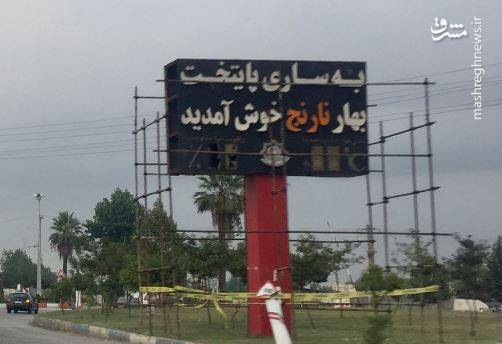 مشرق
mashreghnews.ir
به ساری پایتخت
بهار نارنج خوش آمدید